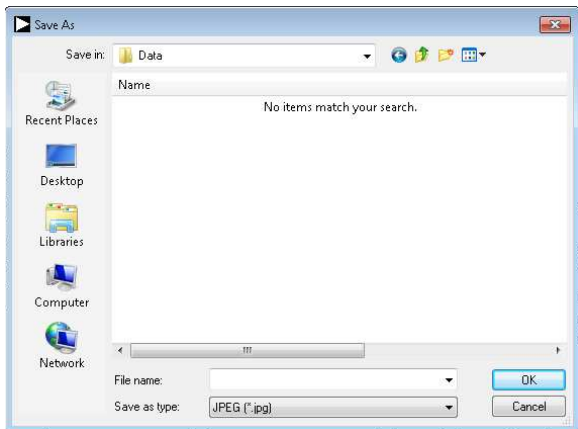 Save As
Save in: Data
Name
No items match your search.
Recent Places
Desktop
Libraries
Computer
Network
File name: OK
Save as type: JPEG (*.jpg) Cancel